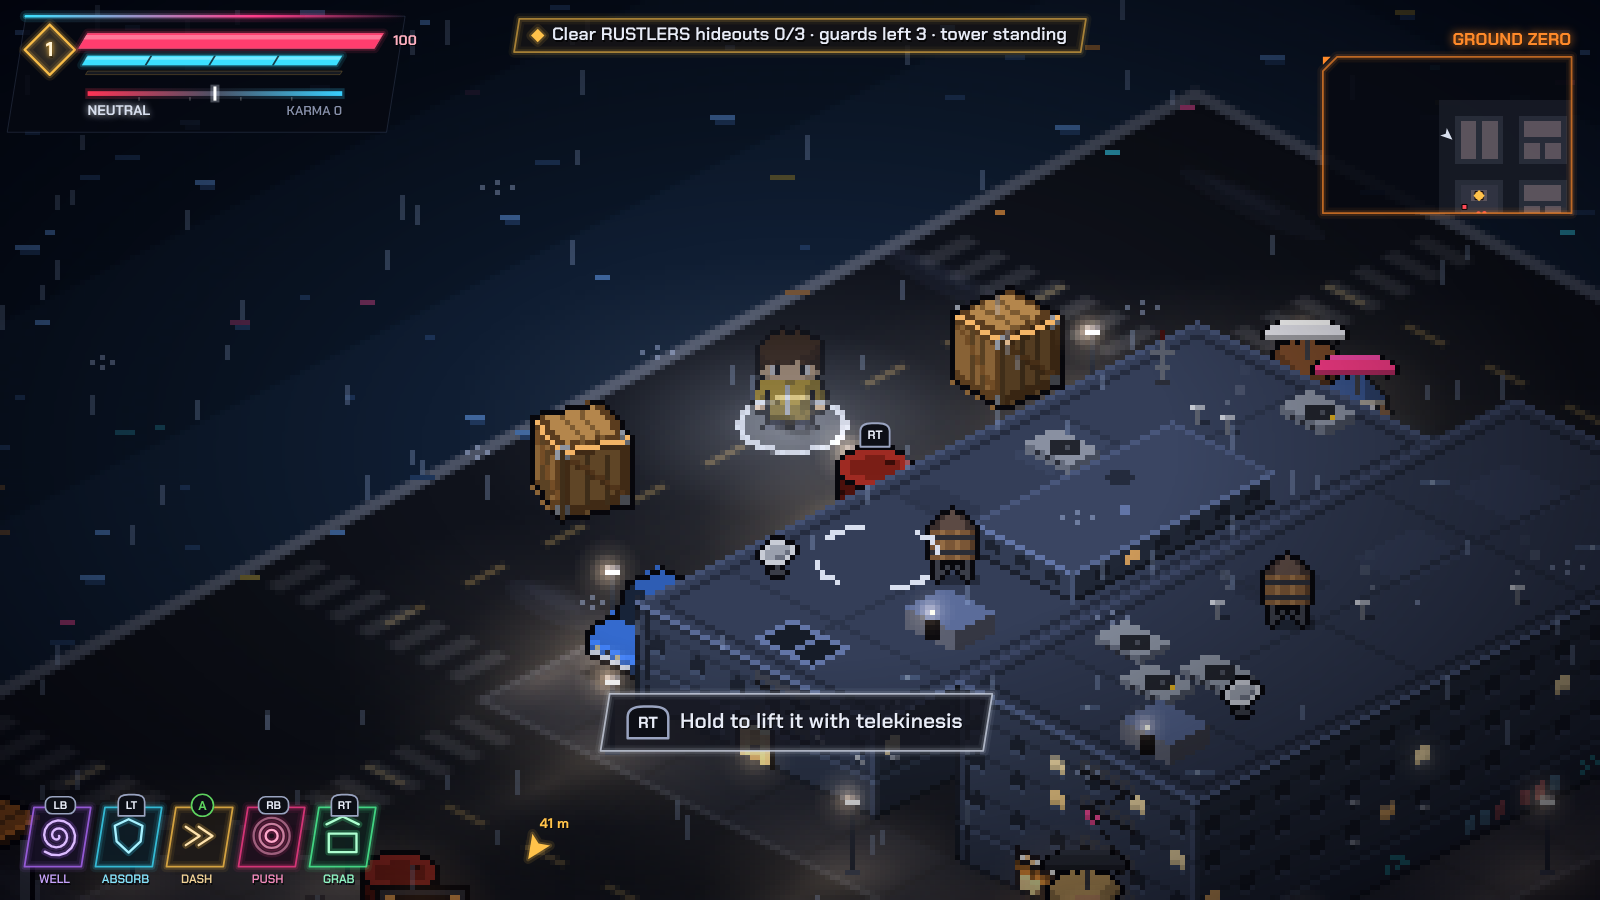 1
100
NEUTRAL
KARMA 0
Clear RUSTLERS hideouts 0/3 · guards left 3 · tower standing
GROUND ZERO
RT
RT Hold to lift it with telekinesis
41 m
LB
LT
A
RB
RT
WELL
ABSORB
DASH
PUSH
GRAB